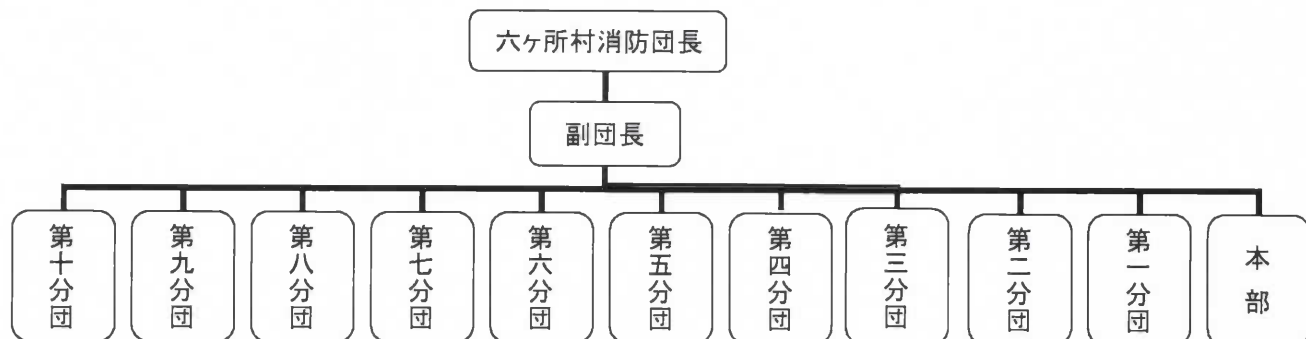 六ヶ所村消防団長
副団長
本部
第一分団
第二分団
第三分団
第四分団
第五分団
第六分団
第七分団
第八分団
第九分団
第十分団